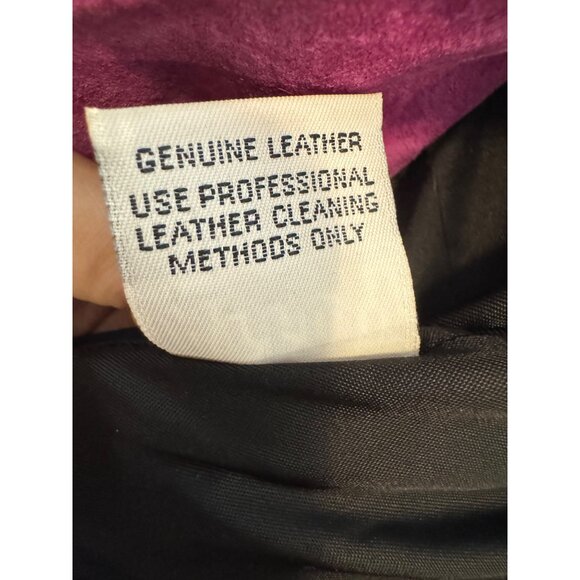 GENUINE LEATHER
USE PROFESSIONAL
LEATHER CLEANING
METHODS ONLY